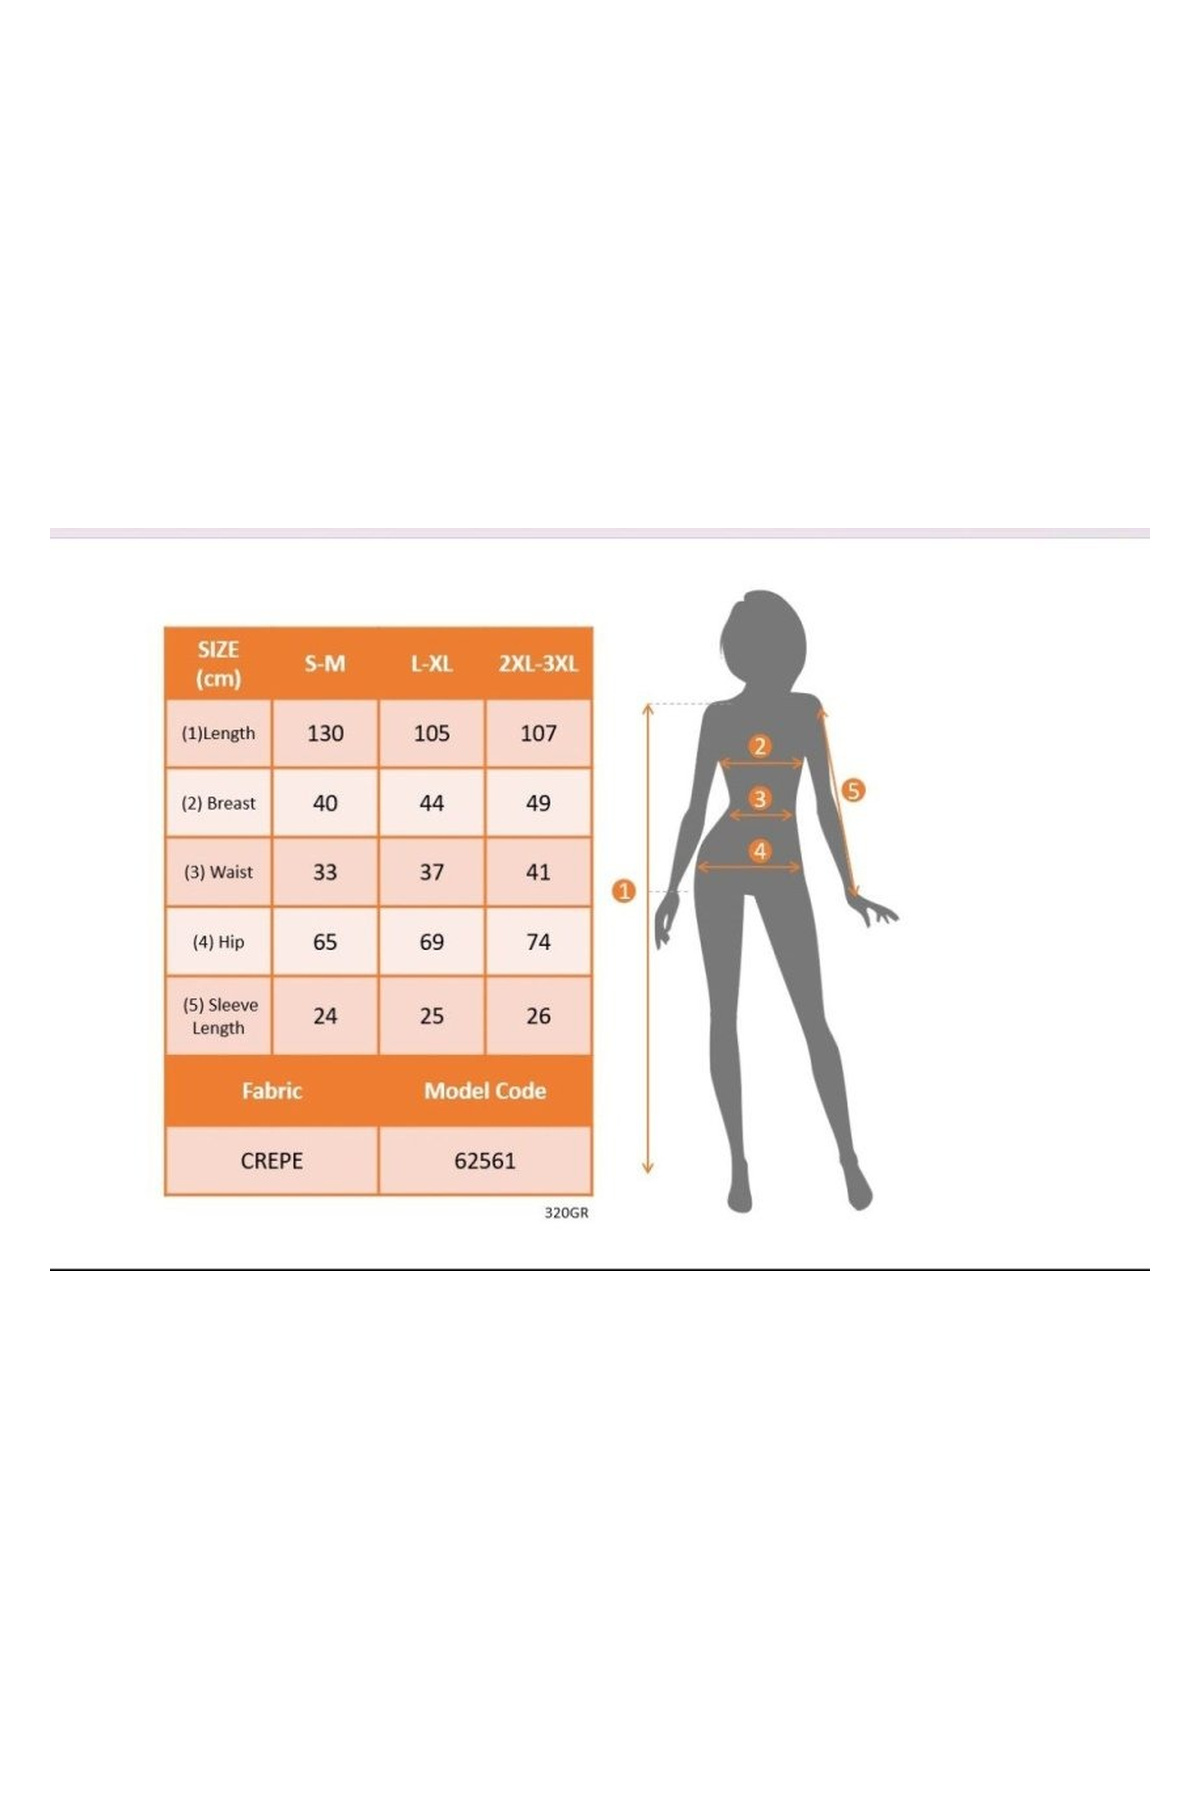 SIZE
(cm)
S-M
L-XL
2XL-3XL
(1)Length
130
105
107
(2) Breast
40
44
49
(3) Waist
33
37
41
(4) Hip
65
69
74
(5) Sleeve
Length
24
25
26
Fabric
Model Code
CREPE
62561
320GR
2
3
4
5
1